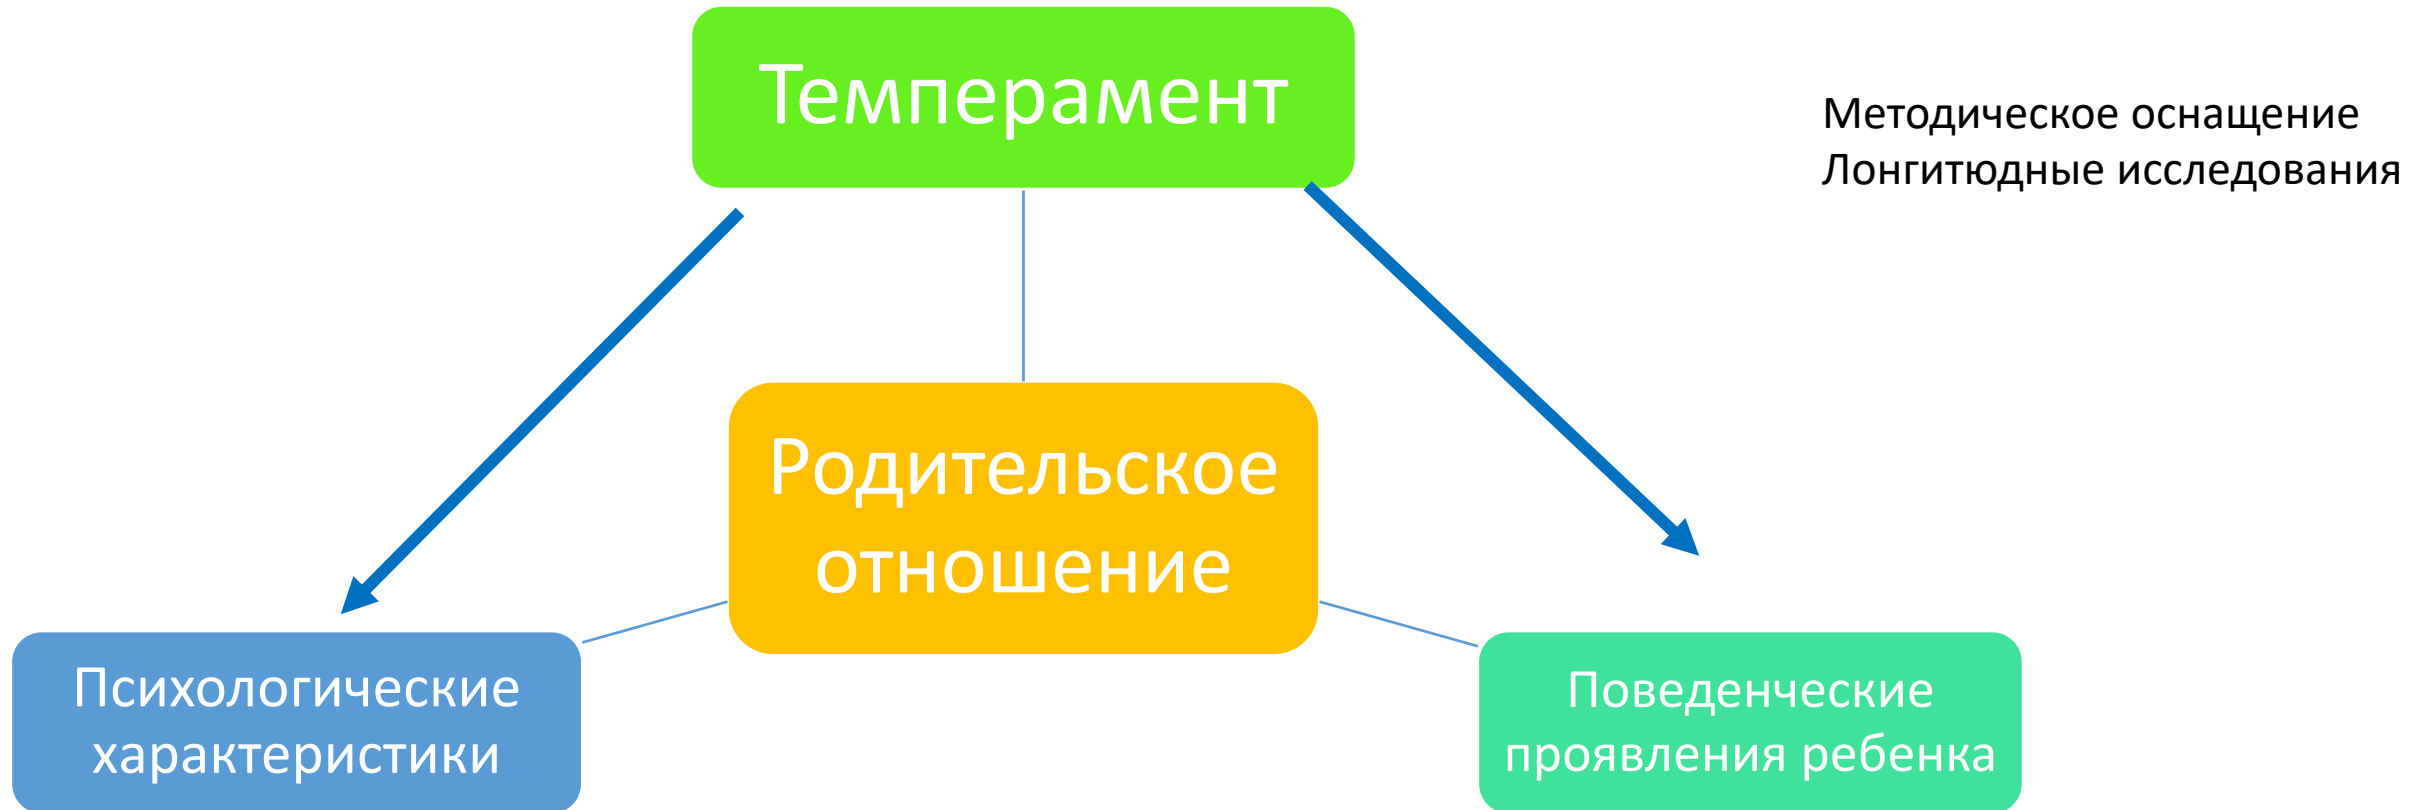 Темперамент
Методическое оснащение
Лонгитюдные исследования
Родительское
отношение
Психологические
характеристики
Поведенческие
проявления ребенка